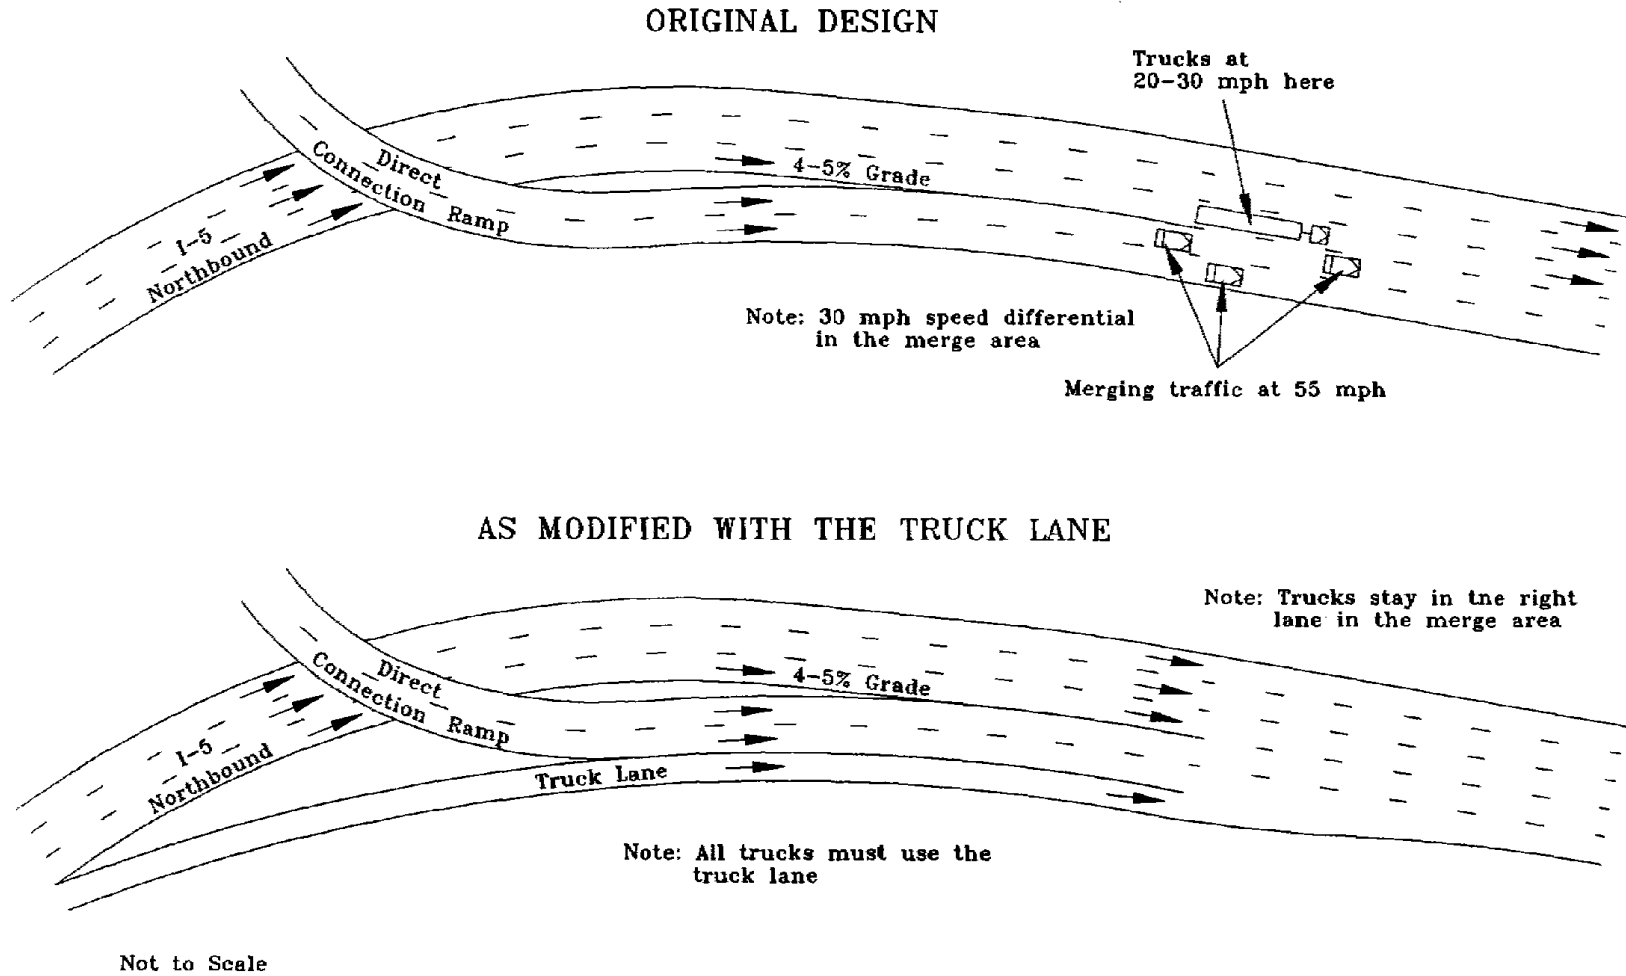 ORIGINAL DESIGN
Trucks at
20-30 mph here
Direct
Connection Ramp
4-5% Grade
I-5
Northbound
Note: 30 mph speed differential
in the merge area
Merging traffic at 55 mph
AS MODIFIED WITH THE TRUCK LANE
Note: Trucks stay in the right
lane in the merge area
Direct
Connection Ramp
4-5% Grade
I-5
Northbound
Truck Lane
Note: All trucks must use the
truck lane
Not to Scale